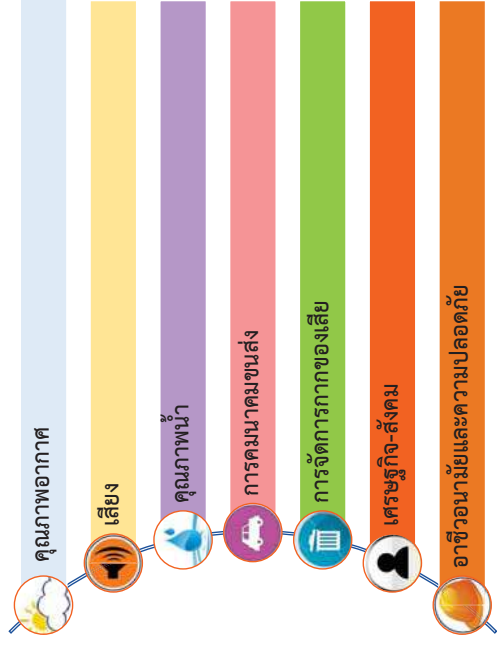 คุณภาพอากาศ
เสียง
คุณภาพน้ำ
การคมนาคมขนส่ง
การจัดการกากของเสีย
เศรษฐกิจ-สังคม
อาชีวอนามัยและความปลอดภัย